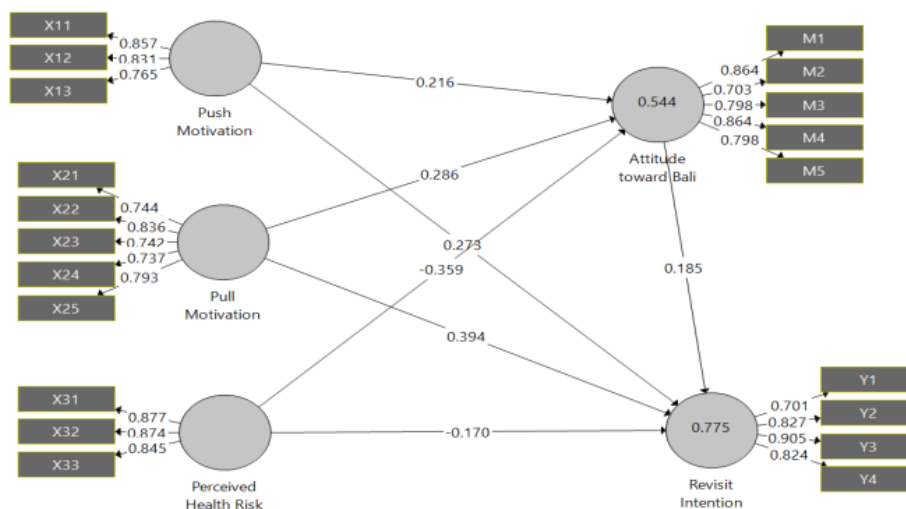 X11
X12
X13
0.857
0.831
0.765
Push
Motivation
0.216
0.544
Attitude
toward Bali
0.864
0.703
0.798
0.864
0.798
M1
M2
M3
M4
M5
X21
X22
X23
X24
X25
0.744
0.836
0.742
0.737
0.793
Pull
Motivation
0.286
0.273
-0.359
0.185
0.394
X31
X32
X33
0.877
0.874
0.845
Perceived
Health Risk
-0.170
0.775
Revisit
Intention
0.701
0.827
0.905
0.824
Y1
Y2
Y3
Y4